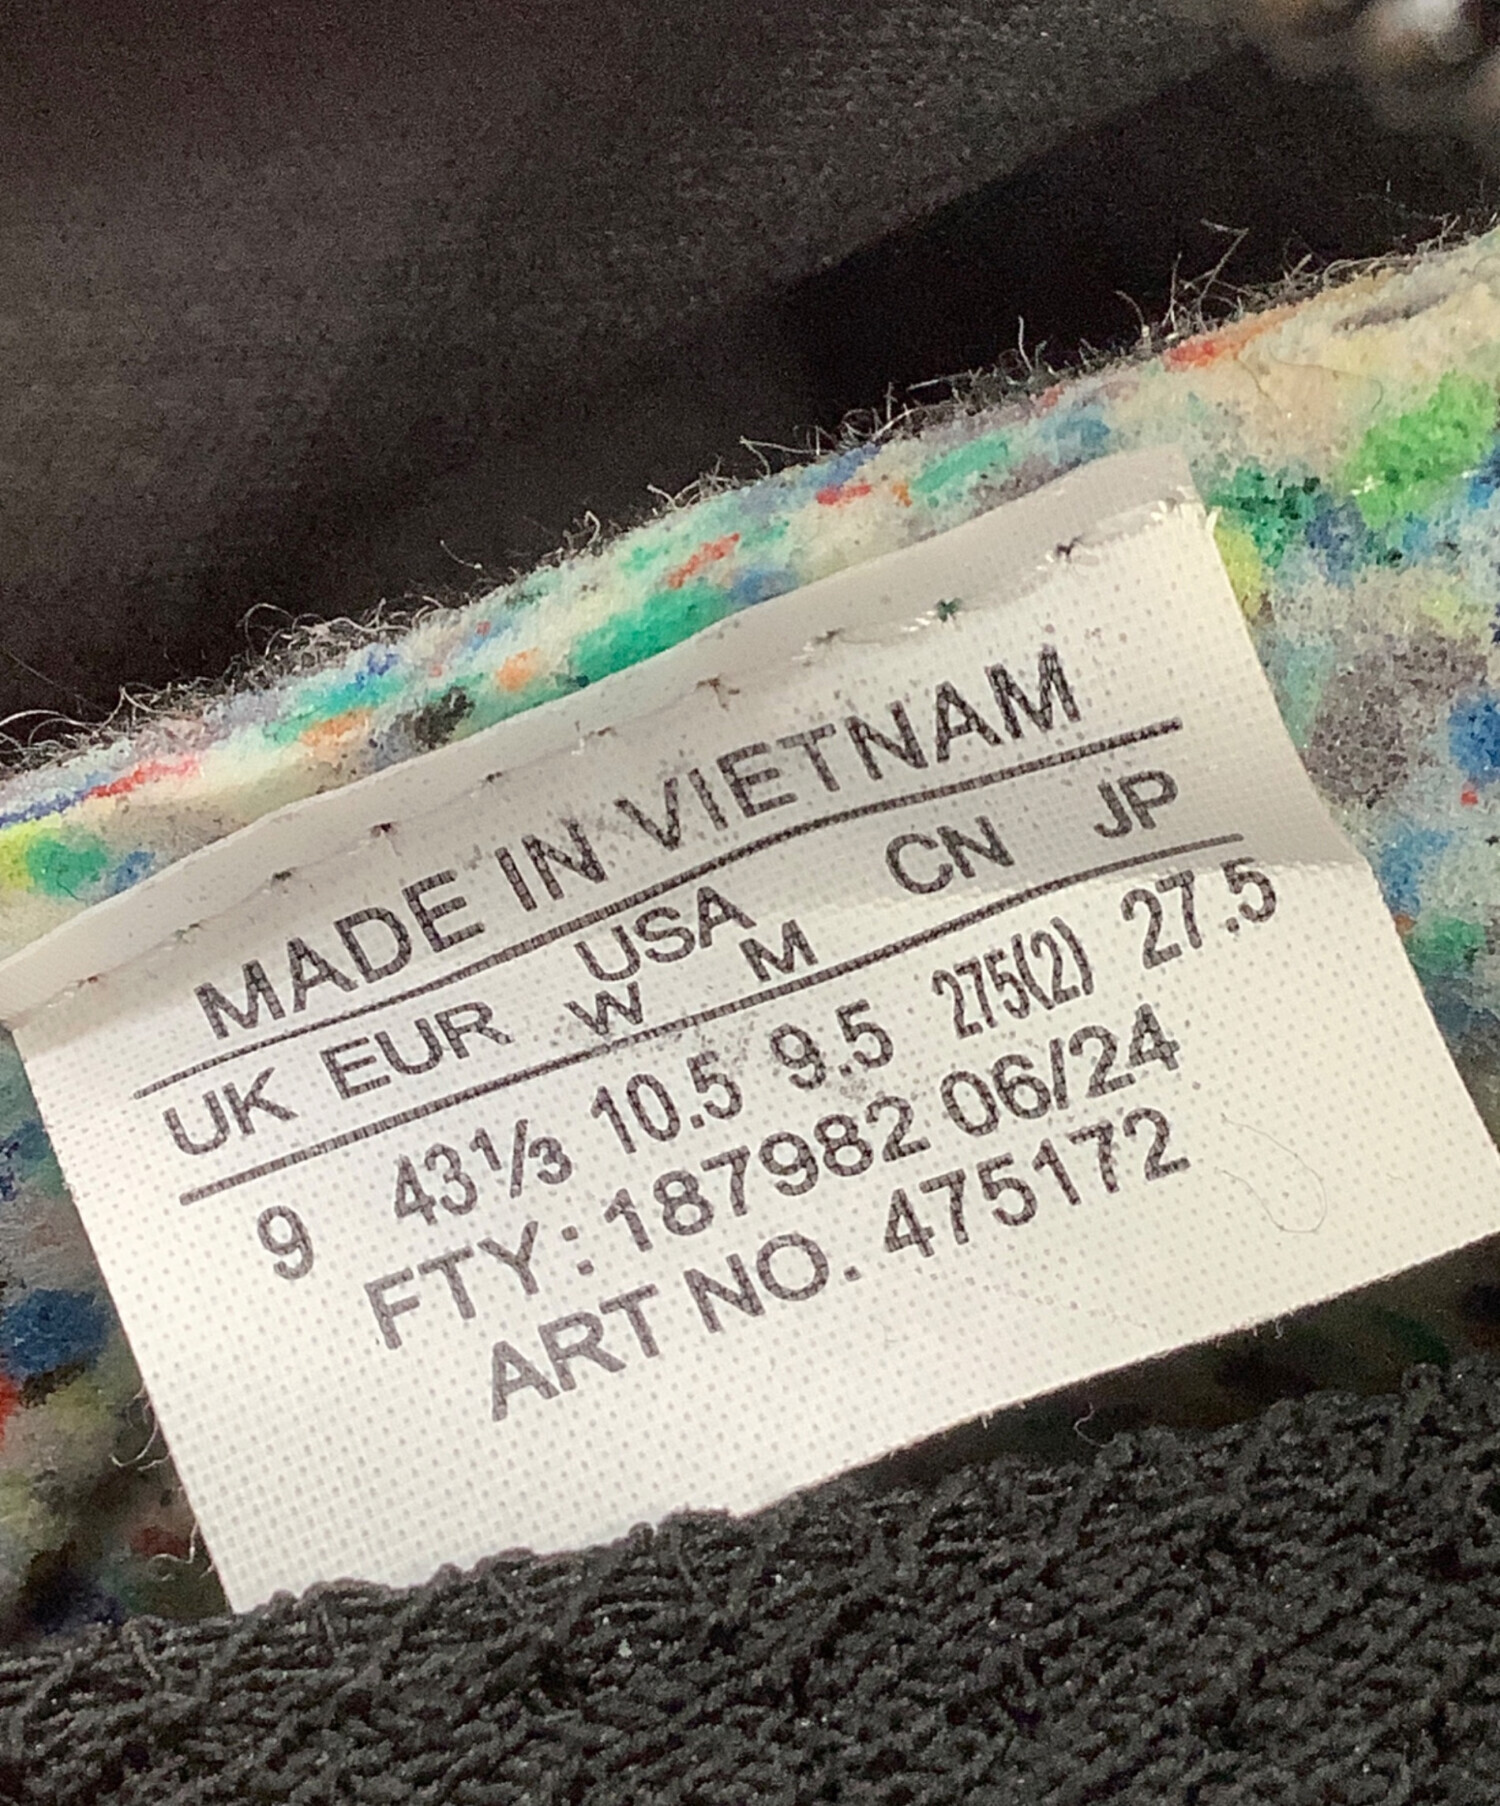 MADE IN VIETNAM
UK EUR USA CN JP
W M
9 43⅓ 10.5 9.5 275(2) 27.5
FTY: 187982 06/24
ART NO. 475172